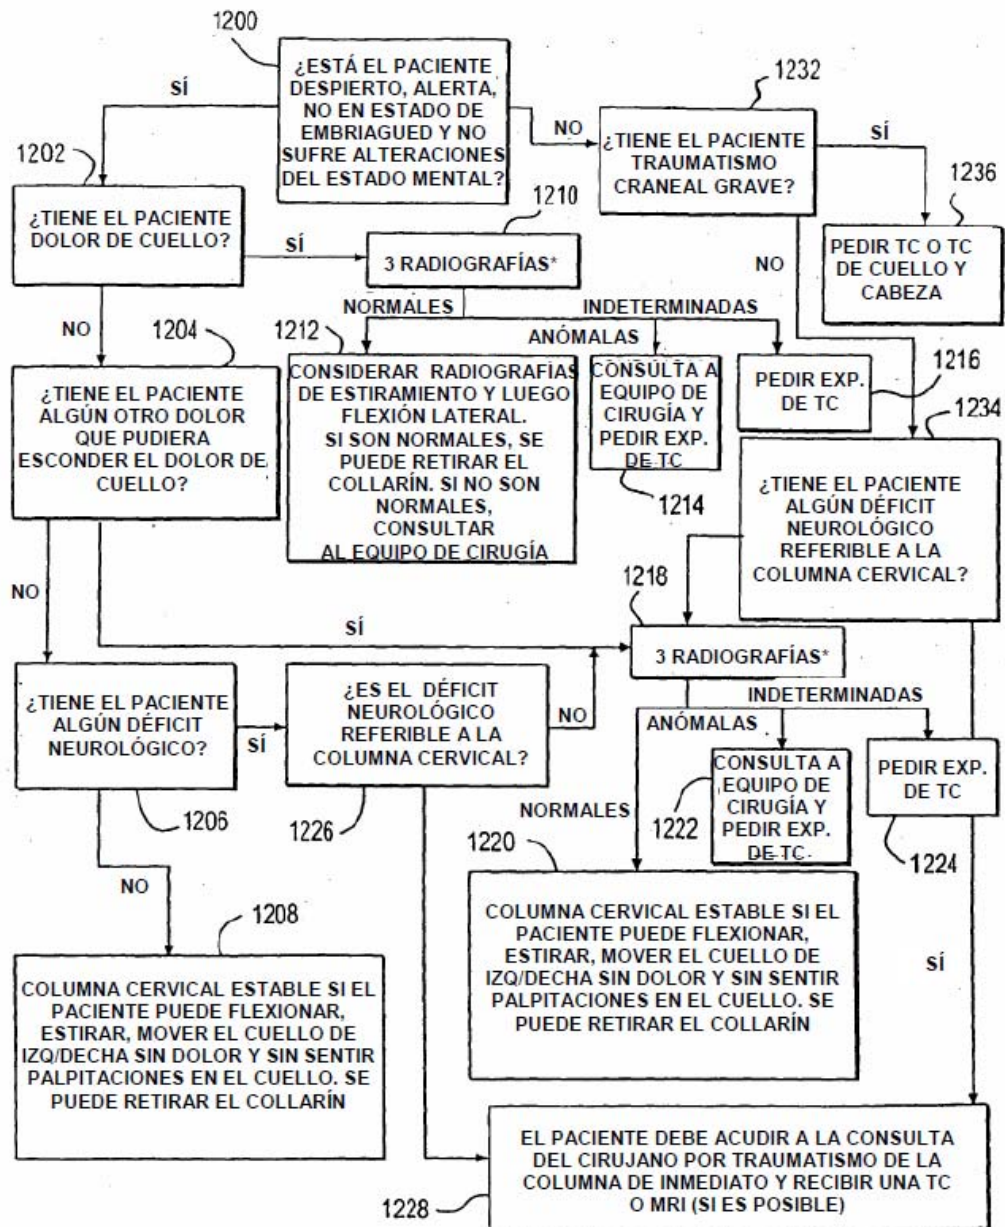 1200
¿ESTÁ EL PACIENTE
DESPIERTO, ALERTA,
NO EN ESTADO DE
EMBRIAGUED Y NO
SUFRE ALTERACIONES
DEL ESTADO MENTAL?
SÍ
NO
1232
¿TIENE EL PACIENTE
TRAUMATISMO
CRANEAL GRAVE?
SÍ
1236
PEDIR TC O TC
DE CUELLO Y
CABEZA
NO
1202
¿TIENE EL PACIENTE
DOLOR DE CUELLO?
SÍ
1210
3 RADIOGRAFÍAS*
NORMALES
INDETERMINADAS
ANÓMALAS
NO
1204
¿TIENE EL PACIENTE
ALGÚN OTRO DOLOR
QUE PUDIERA
ESCONDER EL DOLOR DE
CUELLO?
1212
CONSIDERAR RADIOGRAFÍAS
DE ESTIRAMIENTO Y LUEGO
FLEXIÓN LATERAL.
SI SON NORMALES, SE
PUEDE RETIRAR EL
COLLARÍN. SI NO SON
NORMALES,
CONSULTAR
AL EQUIPO DE CIRUGÍA
CONSULTA A
EQUIPO DE
CIRUGÍA Y
PEDIR EXP.
DE TC
1214
PEDIR EXP.
DE TC
1216
1234
¿TIENE EL PACIENTE
ALGÚN DÉFICIT
NEUROLÓGICO
REFERIBLE A LA
COLUMNA CERVICAL?
NO
SÍ
1218
3 RADIOGRAFÍAS*
INDETERMINADAS
ANÓMALAS
NORMALES
¿TIENE EL PACIENTE
ALGÚN DÉFICIT
NEUROLÓGICO?
1206
SÍ
¿ES EL DÉFICIT
NEUROLÓGICO
REFERIBLE A LA
COLUMNA CERVICAL?
1226
NO
CONSULTA A
EQUIPO DE
CIRUGÍA Y
PEDIR EXP.
DE TC
1222
PEDIR EXP.
DE TC
1224
NO
1208
COLUMNA CERVICAL ESTABLE SI EL
PACIENTE PUEDE FLEXIONAR,
ESTIRAR, MOVER EL CUELLO DE
IZQ/DECHA SIN DOLOR Y SIN SENTIR
PALPITACIONES EN EL CUELLO. SE
PUEDE RETIRAR EL COLLARÍN
1220
COLUMNA CERVICAL ESTABLE SI EL
PACIENTE PUEDE FLEXIONAR,
ESTIRAR, MOVER EL CUELLO DE
IZQ/DECHA SIN DOLOR Y SIN SENTIR
PALPITACIONES EN EL CUELLO. SE
PUEDE RETIRAR EL COLLARÍN
SÍ
EL PACIENTE DEBE ACUDIR A LA CONSULTA
DEL CIRUJANO POR TRAUMATISMO DE LA
COLUMNA DE INMEDIATO Y RECIBIR UNA TC
O MRI (SI ES POSIBLE)
1228